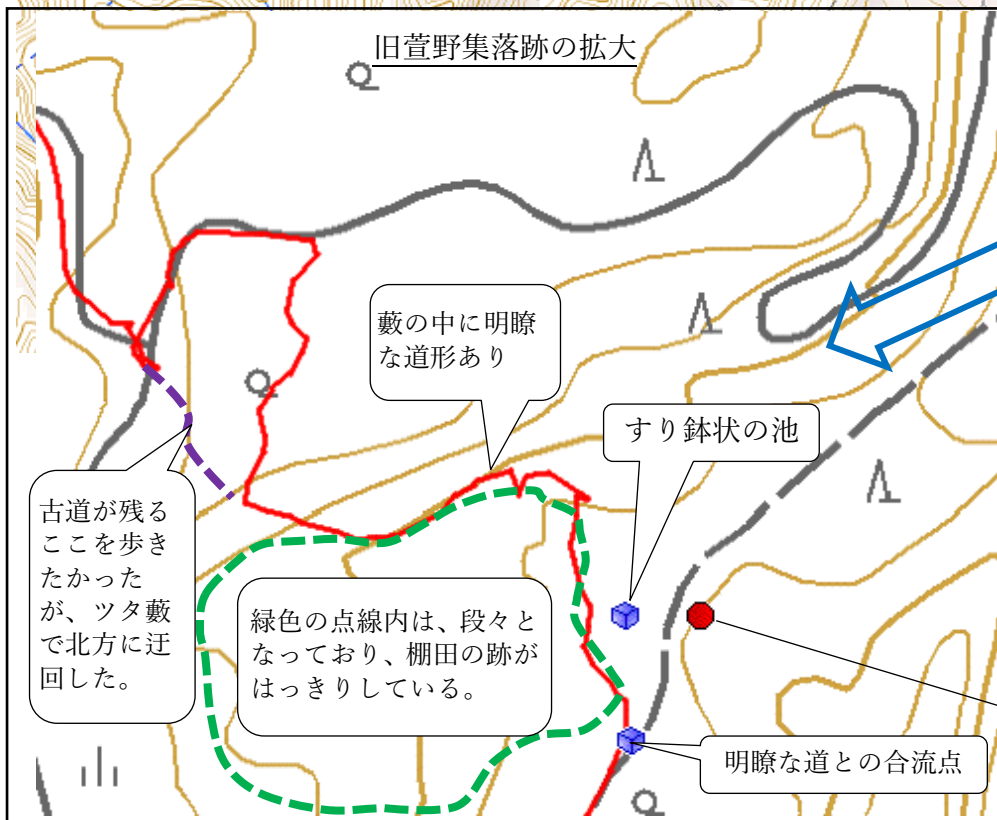 旧萱野集落跡の拡大
藪の中に明瞭
な道形あり
すり鉢状の池
古道が残る
ここを歩き
たかった
が、ツタ藪
で北方に迂
回した。
緑色の点線内は、段々と
なっており、棚田の跡が
はっきりしている。
明瞭な道との合流点